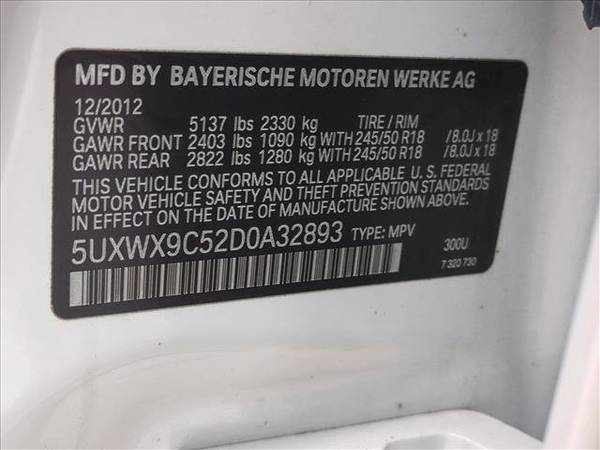 MFD BY BAYERISCHE MOTOREN WERKE AG
12/2012
GVWR 5137 lbs 2330 kg TIRE / RIM
GAWR FRONT 2403 lbs 1090 kg WITH 245/50 R18 /8.0J x 18
GAWR REAR 2822 lbs 1280 kg WITH 245/50 R18 /8.0J x 18
THIS VEHICLE CONFORMS TO ALL APPLICABLE U. S. FEDERAL
MOTOR VEHICLE SAFETY AND THEFT PREVENTION STANDARDS
IN EFFECT ON THE DATE OF MANUFACTURE SHOWN ABOVE.
5UXWX9C52D0A32893 TYPE: MPV 300U
7 320 730